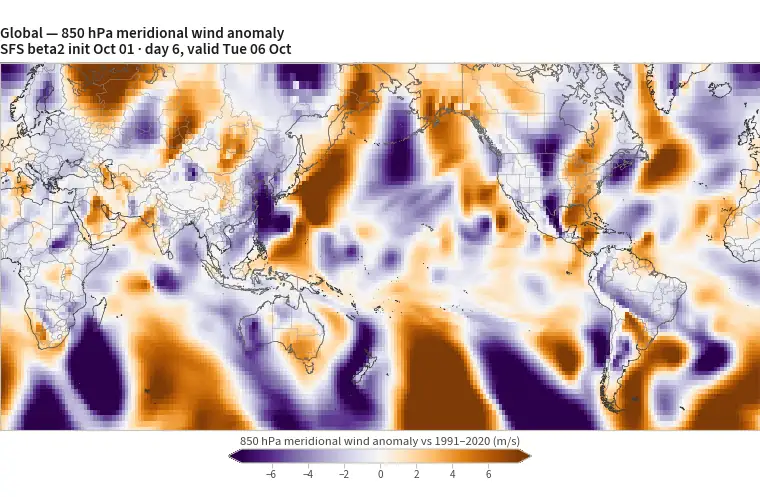 Global — 850 hPa meridional wind anomaly
SFS beta2 init Oct 01 · day 6, valid Tue 06 Oct
850 hPa meridional wind anomaly vs 1991–2020 (m/s)
−6 −4 −2 0 2 4 6